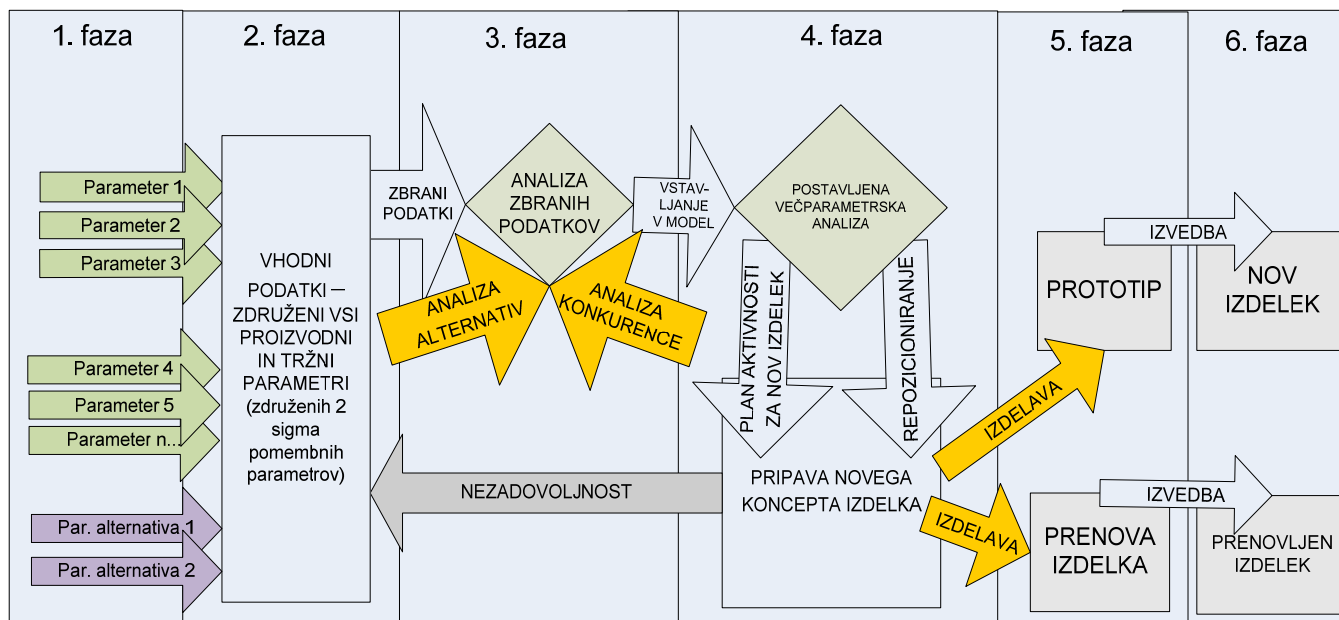 1. faza
2. faza
3. faza
4. faza
5. faza
6. faza
Parameter 1
Parameter 2
Parameter 3
Parameter 4
Parameter 5
Parameter n...
Par. alternativa 1
Par. alternativa 2
VHODNI
PODATKI –
ZDRUŽENI VSI
PROIZVODNI
IN TRŽNI
PARAMETRI
(združenih 2
sigma
pomembnih
parametrov)
ZBRANI
PODATKI
ANALIZA
ZBRANIH
PODATKOV
ANALIZA
ALTERNATIV
ANALIZA
KONKURENCE
VSTAV-
LJANJE
V MODEL
POSTAVLJENA
VEČPARAMETRSKA
ANALIZA
PLAN AKTIVNOSTI
ZA NOV IZDELEK
REPOZICIONIRANJE
PRIPAVA NOVEGA
KONCEPTA IZDELKA
NEZADOVOLJNOST
IZDELAVA
IZDELAVA
PROTOTIP
IZVEDBA
NOV
IZDELEK
PRENOVA
IZDELKA
IZVEDBA
PRENOVLJEN
IZDELEK